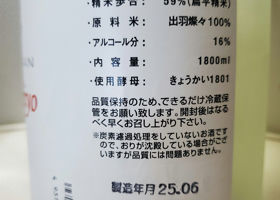 ・精米歩合：59%(扁平精米)
・原料米：出羽燦々100%
・アルコール分：16%
・内容量：1800ml
・使用酵母：きょうかい1801
品質保持のため、できるだけ冷蔵保
管をお願い致します。開封後はなる
べく早くお召し上がり下さい。
※炭素濾過処理をしていないお酒ですの
で、おりが沈殿している場合がござ
いますが品質には問題ありません。
製造年月25.06